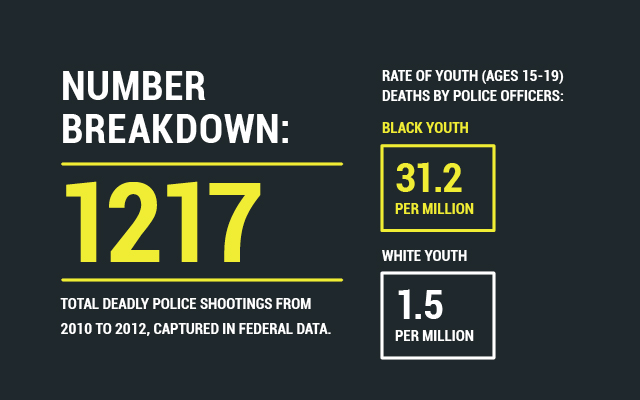 NUMBER
BREAKDOWN:
1217
TOTAL DEADLY POLICE SHOOTINGS FROM
2010 TO 2012, CAPTURED IN FEDERAL DATA.
RATE OF YOUTH (AGES 15-19)
DEATHS BY POLICE OFFICERS:
BLACK YOUTH
31.2
PER MILLION
WHITE YOUTH
1.5
PER MILLION